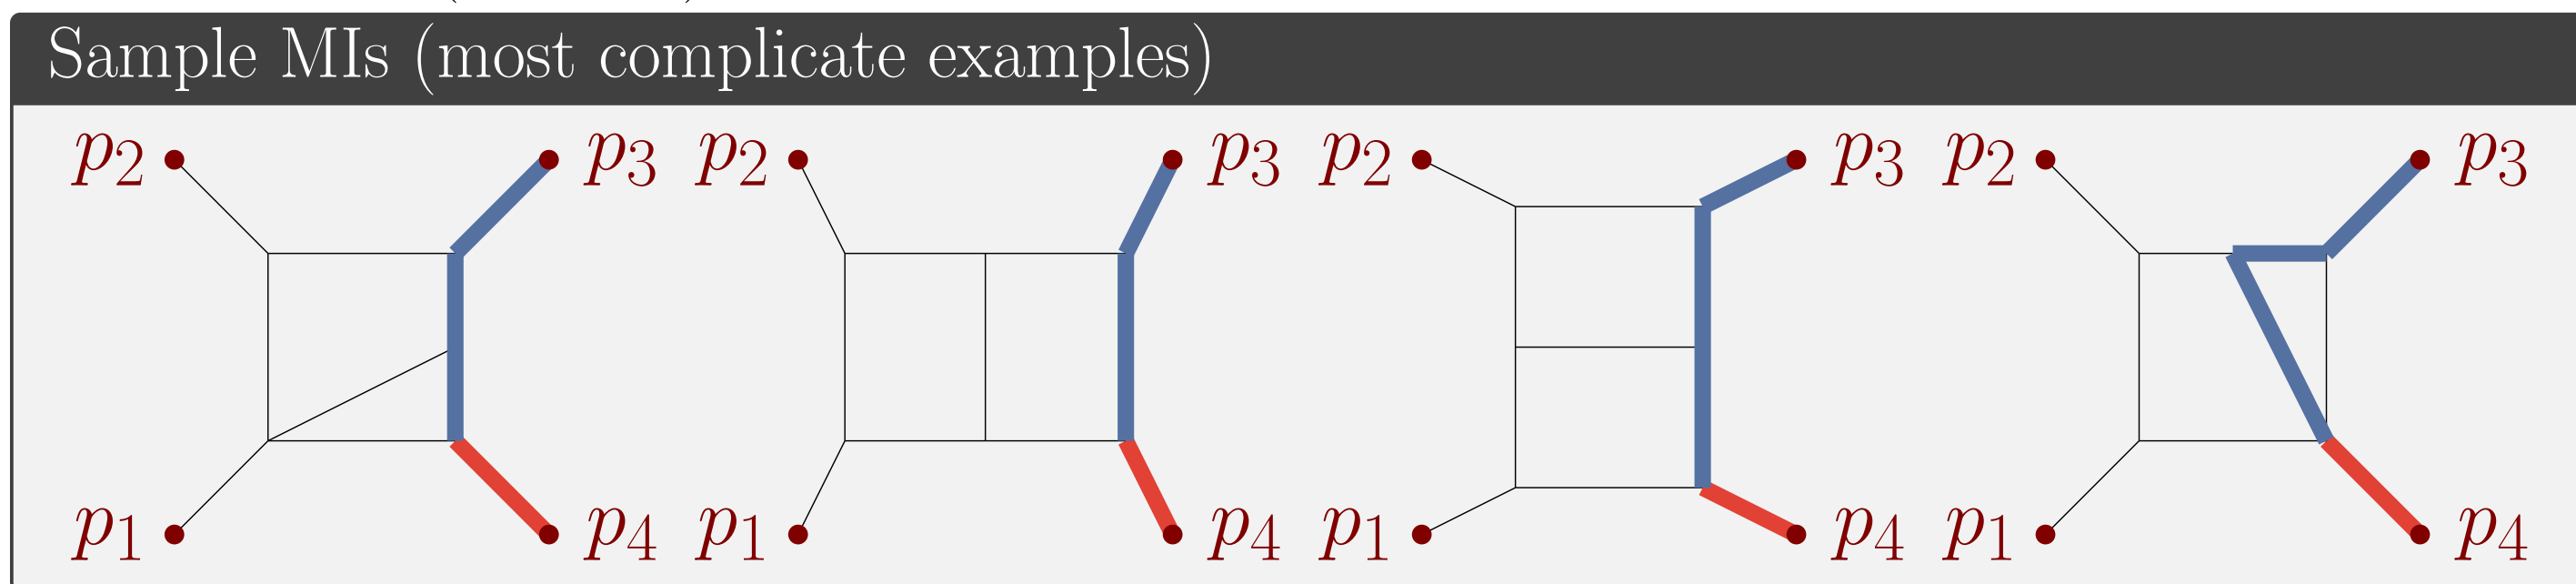 Sample MIs (most complicate examples)
p2 p3 p2 p3 p2 p3 p2 p3
p1 p4 p1 p4 p1 p4 p1 p4